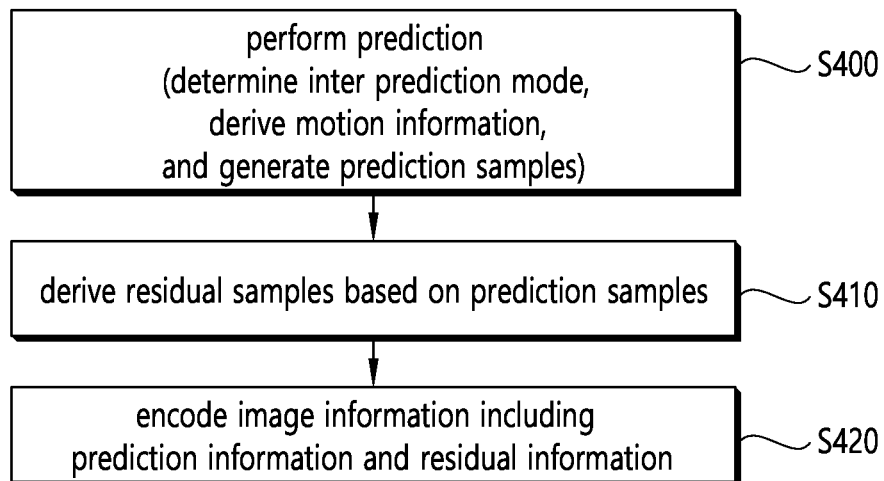 perform prediction
(determine inter prediction mode,
derive motion information,
and generate prediction samples)
S400
derive residual samples based on prediction samples
S410
encode image information including
prediction information and residual information
S420